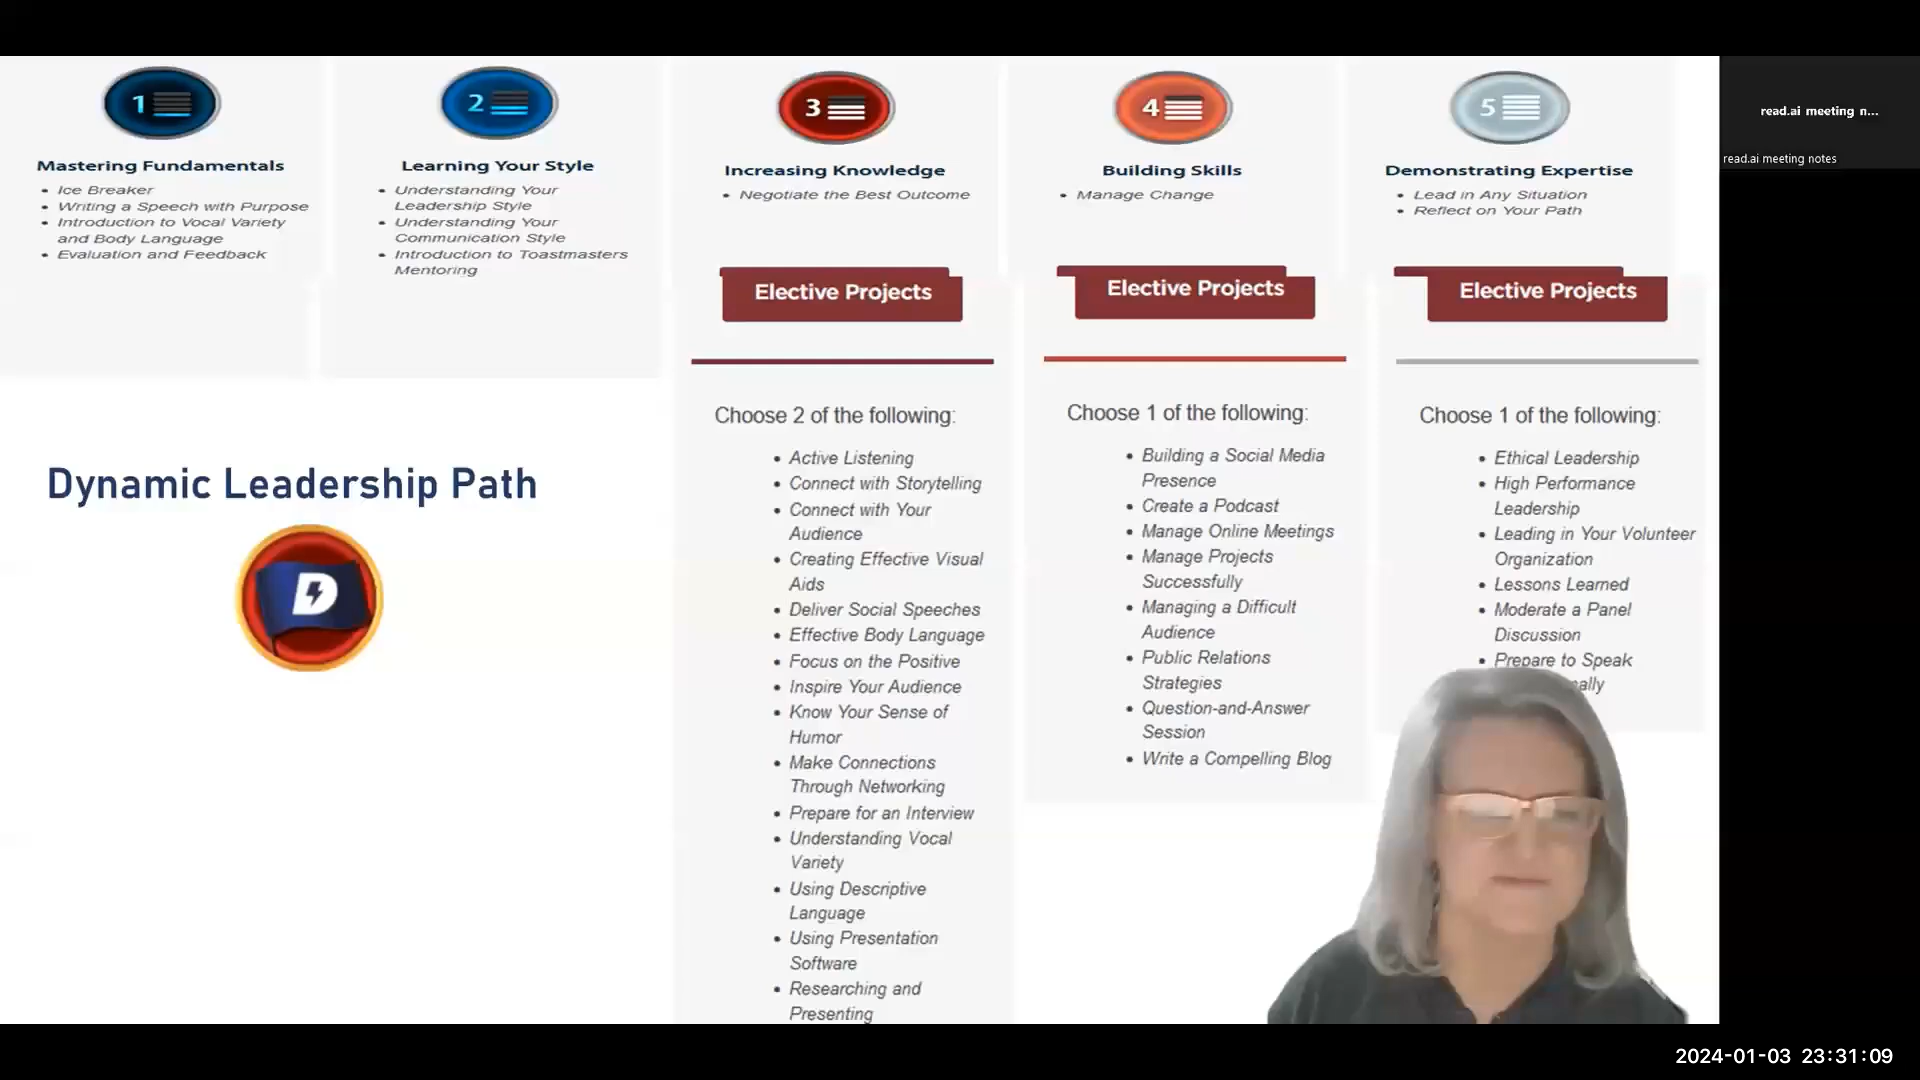 1
Mastering Fundamentals
• Ice Breaker
• Writing a Speech with Purpose
• Introduction to Vocal Variety
and Body Language
• Evaluation and Feedback
2
Learning Your Style
• Understanding Your
Leadership Style
• Understanding Your
Communication Style
• Introduction to Toastmasters
Mentoring
3
Increasing Knowledge
• Negotiate the Best Outcome
Elective Projects
Choose 2 of the following:
• Active Listening
• Connect with Storytelling
• Connect with Your
Audience
• Creating Effective Visual
Aids
• Deliver Social Speeches
• Effective Body Language
• Focus on the Positive
• Inspire Your Audience
• Know Your Sense of
Humor
• Make Connections
Through Networking
• Prepare for an Interview
• Understanding Vocal
Variety
• Using Descriptive
Language
• Using Presentation
Software
• Researching and
Presenting
4
Building Skills
• Manage Change
Elective Projects
Choose 1 of the following:
• Building a Social Media
Presence
• Create a Podcast
• Manage Online Meetings
• Manage Projects
Successfully
• Managing a Difficult
Audience
• Public Relations
Strategies
• Question-and-Answer
Session
• Write a Compelling Blog
5
Demonstrating Expertise
• Lead in Any Situation
• Reflect on Your Path
Elective Projects
Choose 1 of the following:
• Ethical Leadership
• High Performance
Leadership
• Leading in Your Volunteer
Organization
• Lessons Learned
• Moderate a Panel
Discussion
• Prepare to Speak
Dynamic Leadership Path
D
read.ai meeting n...
read.ai meeting notes
2024-01-03 23:31:09